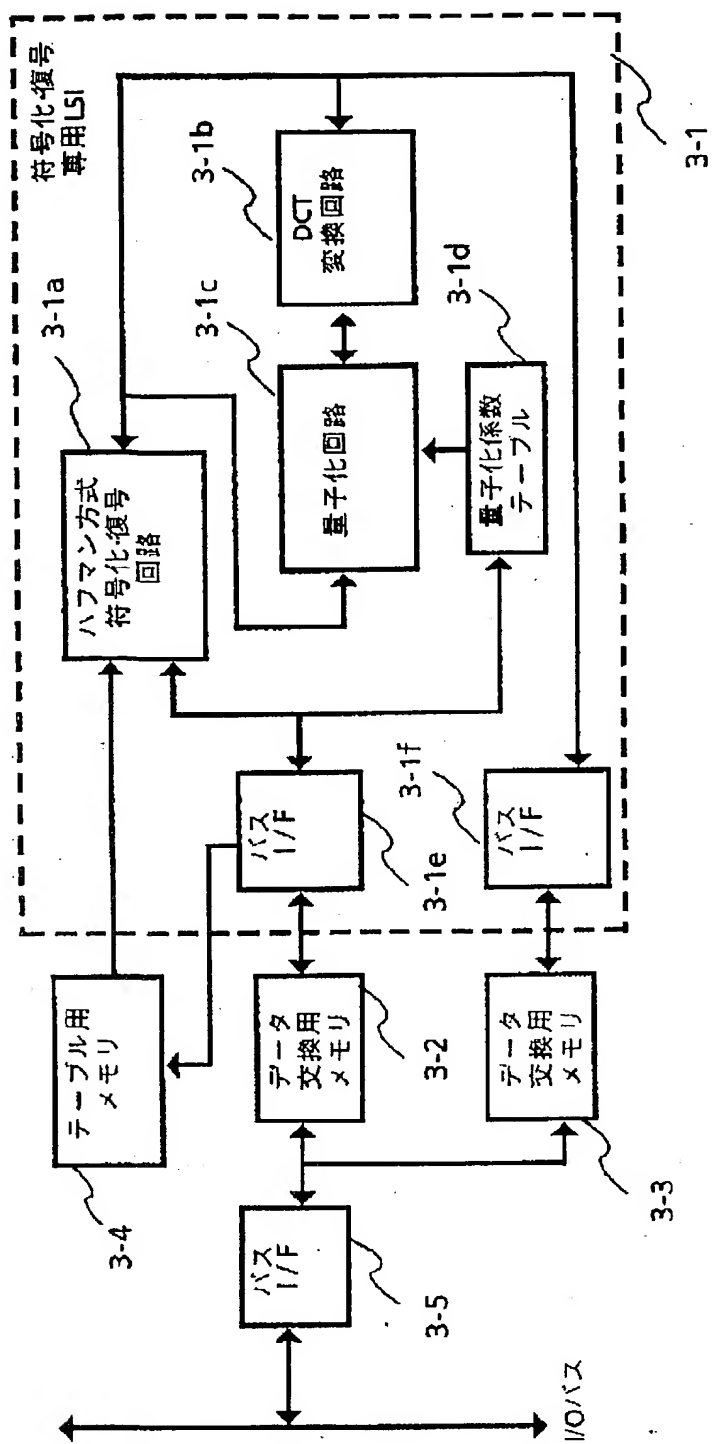 符号化・復号
専用LSI
3-1
3-1a
ハフマン方式
符号化・復号
回路
3-1b
DCT
変換回路
3-1c
量子化回路
3-1d
量子化係数
テーブル
バス
I/F
3-1e
3-1f
バス
I/F
テーブル用
メモリ
3-4
データ
交換用
メモリ
3-2
データ
交換用
メモリ
3-3
バス
I/F
3-5
I/Oバス